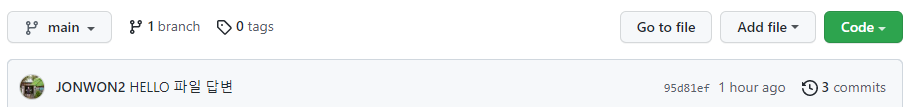 main 1 branch 0 tags Go to file Add file Code
JONWON2 HELLO 파일 답변 95d81ef 1 hour ago 3 commits